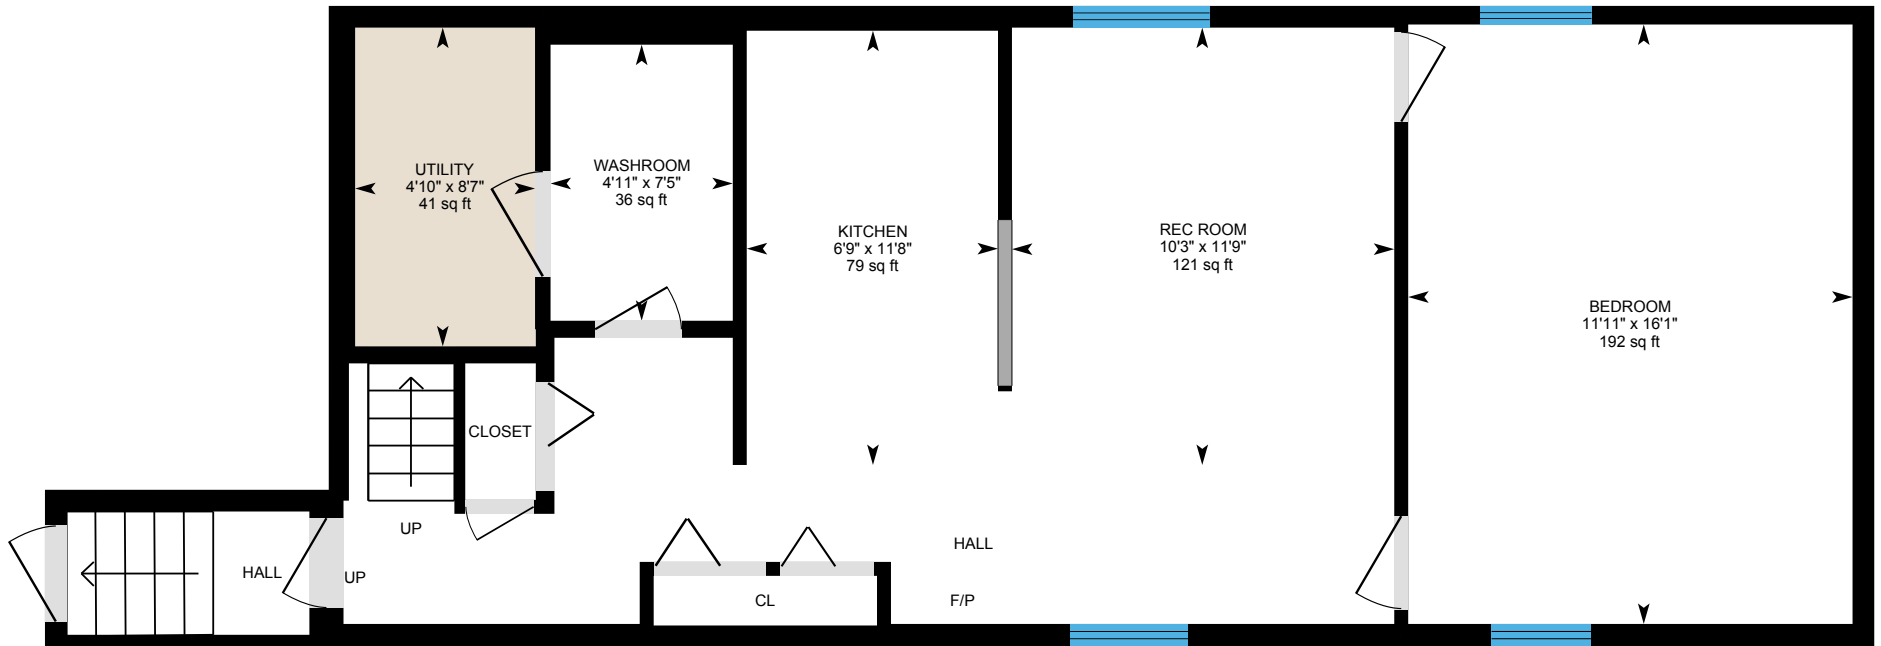 UTILITY
4'10" x 8'7"
41 sq ft
WASHROOM
4'11" x 7'5"
36 sq ft
KITCHEN
6'9" x 11'8"
79 sq ft
REC ROOM
10'3" x 11'9"
121 sq ft
BEDROOM
11'11" x 16'1"
192 sq ft
CLOSET
UP
HALL
HALL
UP
CL
F/P